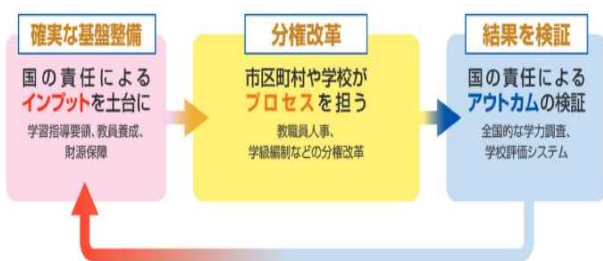 確実な基盤整備
国の責任による
インプットを土台に
学習指導要領、教員養成、
財源保障
分権改革
市区町村や学校が
プロセスを担う
教職員人事、
学級編制などの分権改革
結果を検証
国の責任による
アウトカムの検証
全国的な学力調査、
学校評価システム